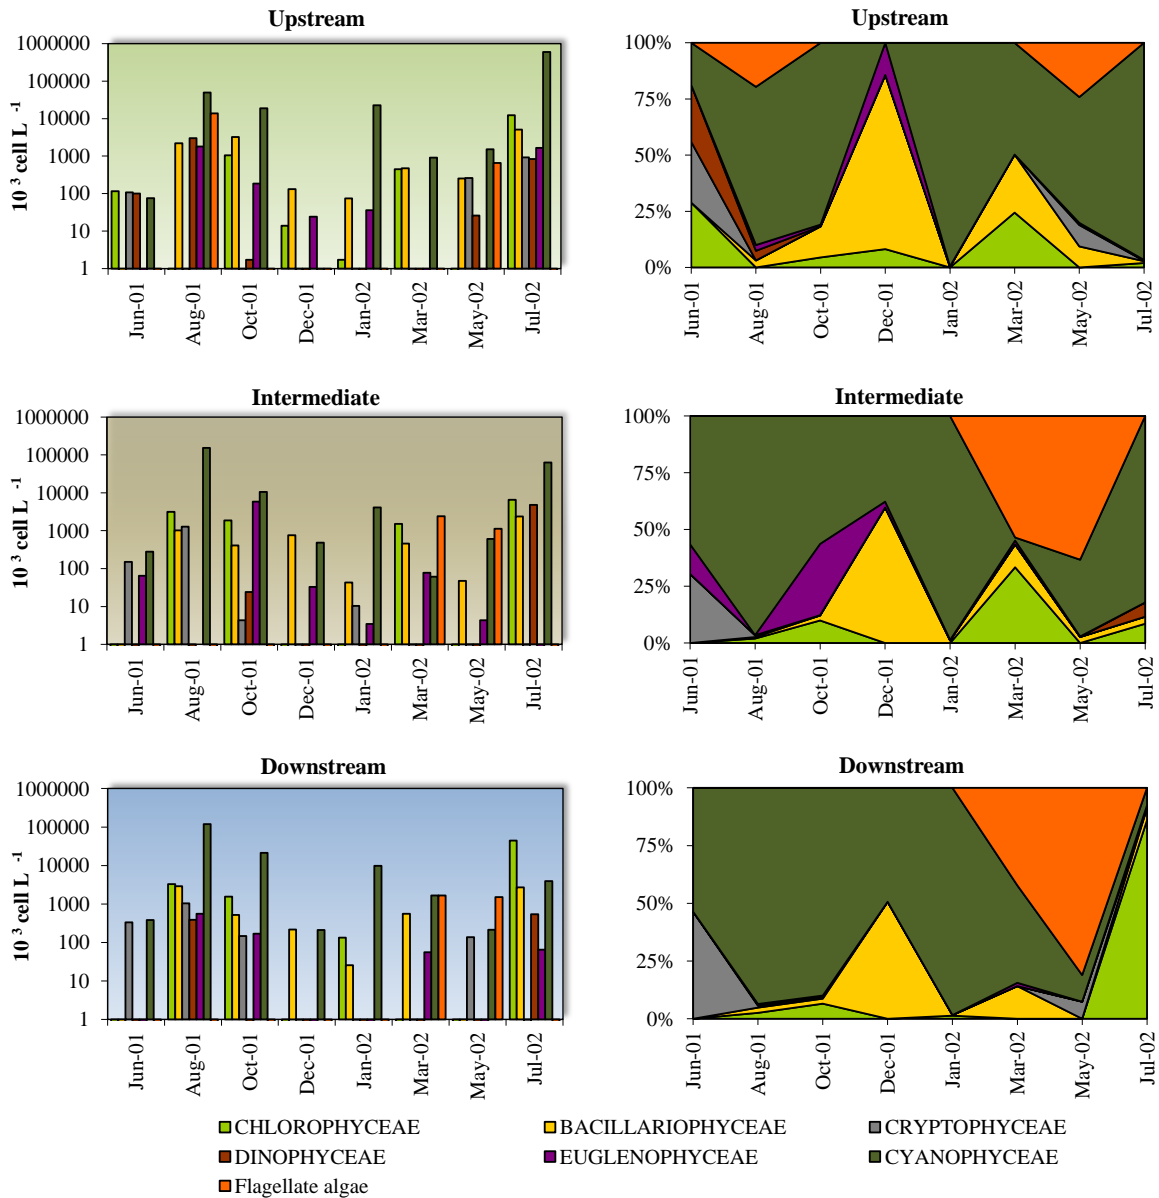 Upstream
1000000
100000
10000
1000
100
10
1
10 ³ cell L ⁻¹
Jun-01
Aug-01
Oct-01
Dec-01
Jan-02
Mar-02
May-02
Jul-02
Upstream
100%
75%
50%
25%
0%
Jun-01
Aug-01
Oct-01
Dec-01
Jan-02
Mar-02
May-02
Jul-02
Intermediate
1000000
100000
10000
1000
100
10
1
10 ³ cell L ⁻¹
Jun-01
Aug-01
Oct-01
Dec-01
Jan-02
Mar-02
May-02
Jul-02
Intermediate
100%
75%
50%
25%
0%
Jun-01
Aug-01
Oct-01
Dec-01
Jan-02
Mar-02
May-02
Jul-02
Downstream
1000000
100000
10000
1000
100
10
1
10 ³ cell L ⁻¹
Jun-01
Aug-01
Oct-01
Dec-01
Jan-02
Mar-02
May-02
Jul-02
Downstream
100%
75%
50%
25%
0%
Jun-01
Aug-01
Oct-01
Dec-01
Jan-02
Mar-02
May-02
Jul-02
CHLOROPHYCEAE BACILLARIOPHYCEAE CRYPTOPHYCEAE
DINOPHYCEAE EUGLENOPHYCEAE CYANOPHYCEAE
Flagellate algae